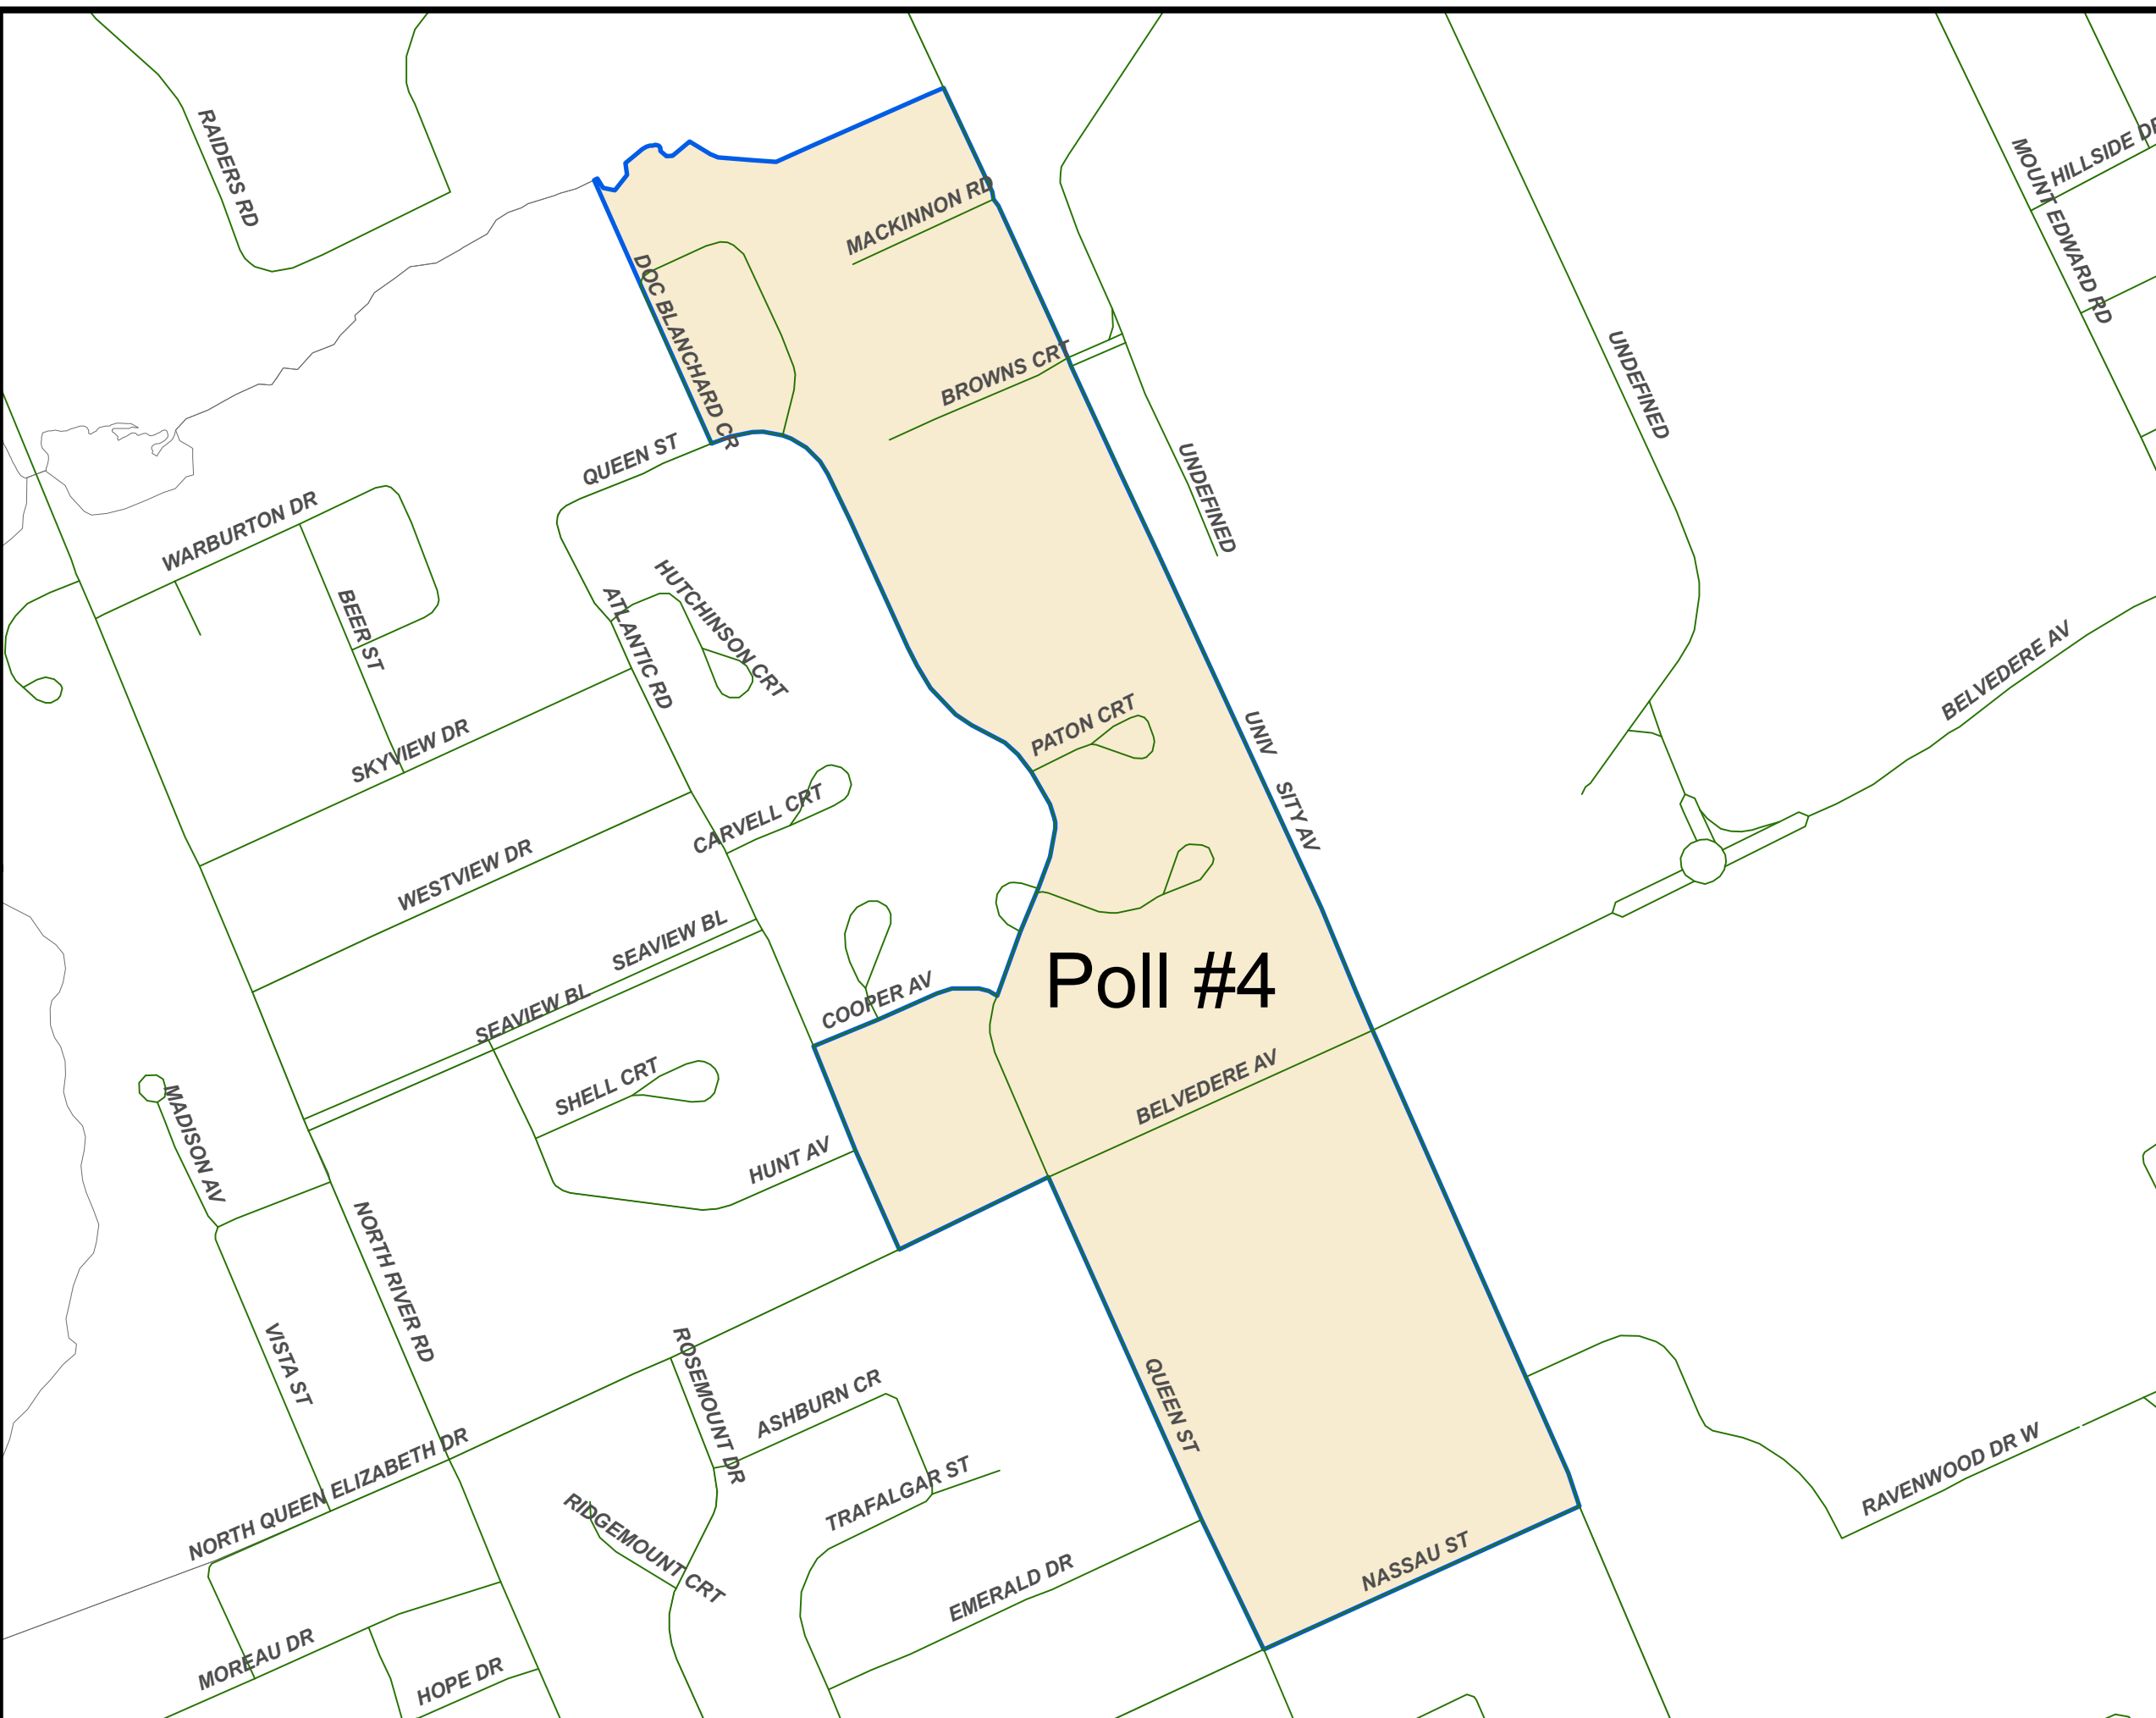 RAIDERS RD
MOUNT EDWARD RD
HILLSIDE DR
MACKINNON RD
DOC BLANCHARD CR
BROWNS CRT
UNDEFINED
UNDEFINED
QUEEN ST
WARBURTON DR
BEER ST
HUTCHINSON CRT
ATLANTIC RD
BELVEDERE AV
SKYVIEW DR
PATON CRT
UNIV SITY AV
CARVELL CRT
WESTVIEW DR
SEAVIEW BL
SEAVIEW BL
COOPER AV
Poll #4
SHELL CRT
BELVEDERE AV
MADISON AV
HUNT AV
NORTH RIVER RD
VISTA ST
ROSEMOUNT DR
ASHBURN CR
QUEEN ST
NORTH QUEEN ELIZABETH DR
TRAFALGAR ST
RAVENWOOD DR W
RIDGEMOUNT CRT
EMERALD DR
NASSAU ST
MOREAU DR
HOPE DR